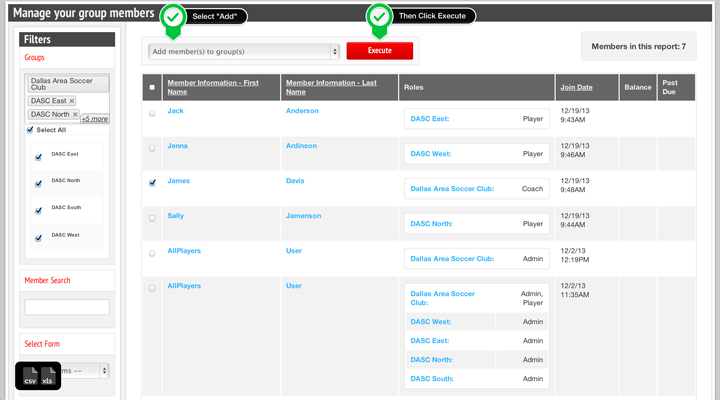 Manage your group members
Select "Add"
Then Click Execute
Add member(s) to group(s)
Execute
Members in this report: 7
Filters
Groups
Dallas Area Soccer
Club
DASC East ×
DASC North ×
+5 more
Select All
DASC East
DASC North
DASC South
DASC West
Member Search
Select Form
csv
xls
Member Information - First
Name
Member Information - Last
Name
Roles
Join Date
Balance
Past
Due
Jack
Anderson
DASC East: Player
12/19/13
9:43AM
Jenna
Ardinson
DASC West: Player
12/19/13
9:46AM
James
Davis
Dallas Area Soccer Club: Coach
12/19/13
9:48AM
Sally
Jamenson
DASC North: Player
12/19/13
9:44AM
AllPlayers
User
Dallas Area Soccer Club: Admin
12/2/13
12:19PM
AllPlayers
User
Dallas Area Soccer
Club:
Admin,
Player
12/2/13
11:35AM
DASC West: Admin
DASC East: Admin
DASC North: Admin
DASC South: Admin